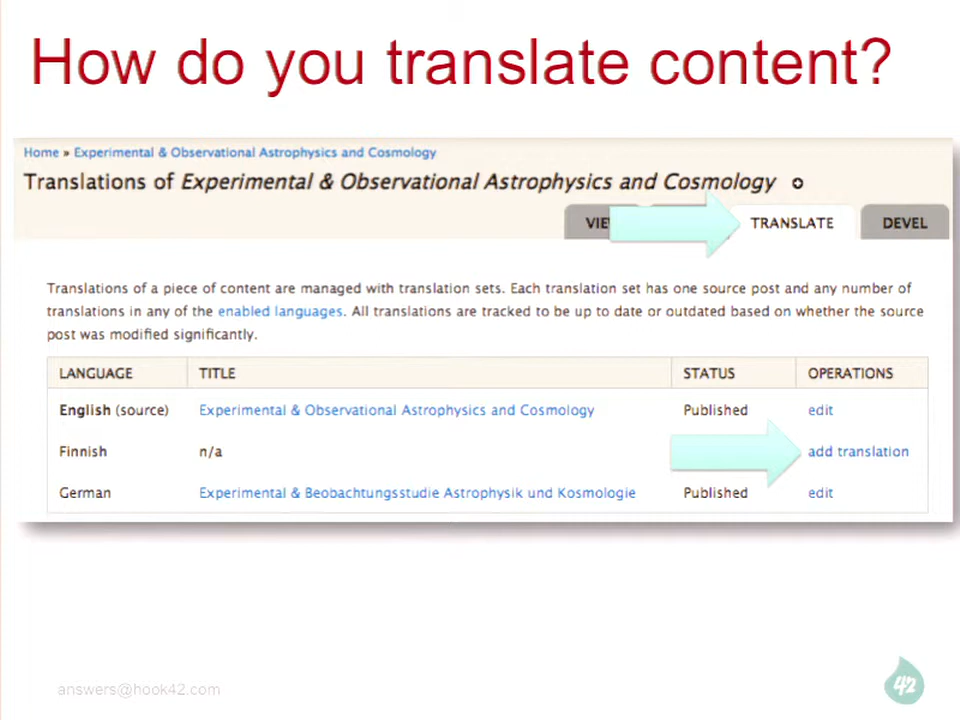 How do you translate content?
Home » Experimental & Observational Astrophysics and Cosmology
Translations of Experimental & Observational Astrophysics and Cosmology
TRANSLATE DEVEL
Translations of a piece of content are managed with translation sets. Each translation set has one source post and any number of
translations in any of the enabled languages. All translations are tracked to be up to date or outdated based on whether the source
post was modified significantly.
LANGUAGE TITLE STATUS OPERATIONS
English (source) Experimental & Observational Astrophysics and Cosmology Published edit
Finnish n/a add translation
German Experimental & Beobachtungsstudie Astrophysik und Kosmologie Published edit
answers@hook42.com
42